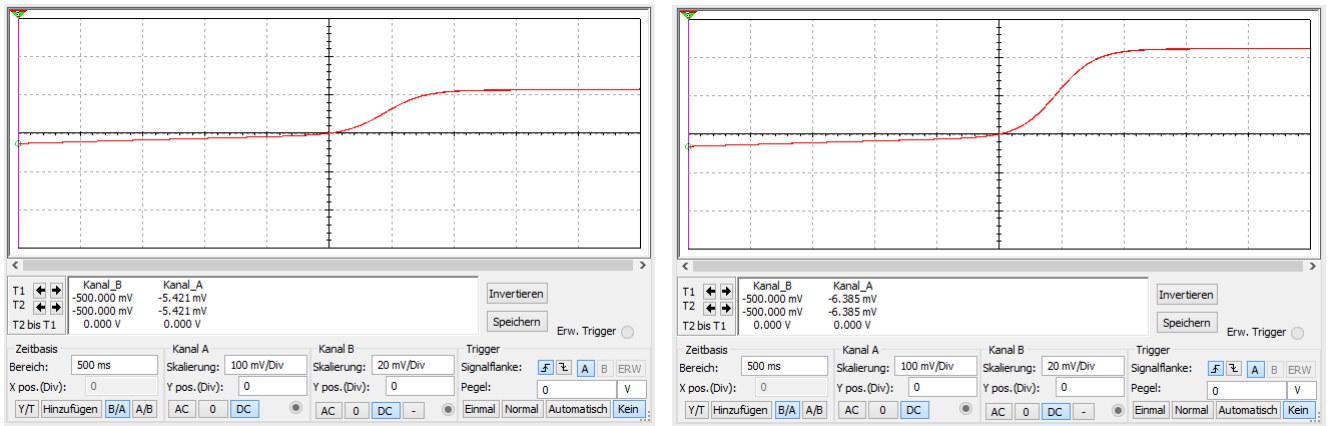 Kanal_B Kanal_A
T1 -500.000 mV -5.421 mV
T2 -500.000 mV -5.421 mV
T2 bis T1 0.000 V 0.000 V
Invertieren
Speichern
Erw. Trigger
Zeitbasis
Bereich: 500 ms
X pos.(Div): 0
Y/T Hinzufügen B/A A/B
Kanal A
Skalierung: 100 mV/Div
Y pos.(Div): 0
AC 0 DC
Kanal B
Skalierung: 20 mV/Div
Y pos.(Div): 0
AC 0 DC -
Trigger
Signalflanke: A B ERW
Pegel: 0 V
Einmal Normal Automatisch Kein
Kanal_B Kanal_A
T1 -500.000 mV -6.385 mV
T2 -500.000 mV -6.385 mV
T2 bis T1 0.000 V 0.000 V
Invertieren
Speichern
Erw. Trigger
Zeitbasis
Bereich: 500 ms
X pos.(Div): 0
Y/T Hinzufügen B/A A/B
Kanal A
Skalierung: 100 mV/Div
Y pos.(Div): 0
AC 0 DC
Kanal B
Skalierung: 20 mV/Div
Y pos.(Div): 0
AC 0 DC -
Trigger
Signalflanke: A B ERW
Pegel: 0 V
Einmal Normal Automatisch Kein